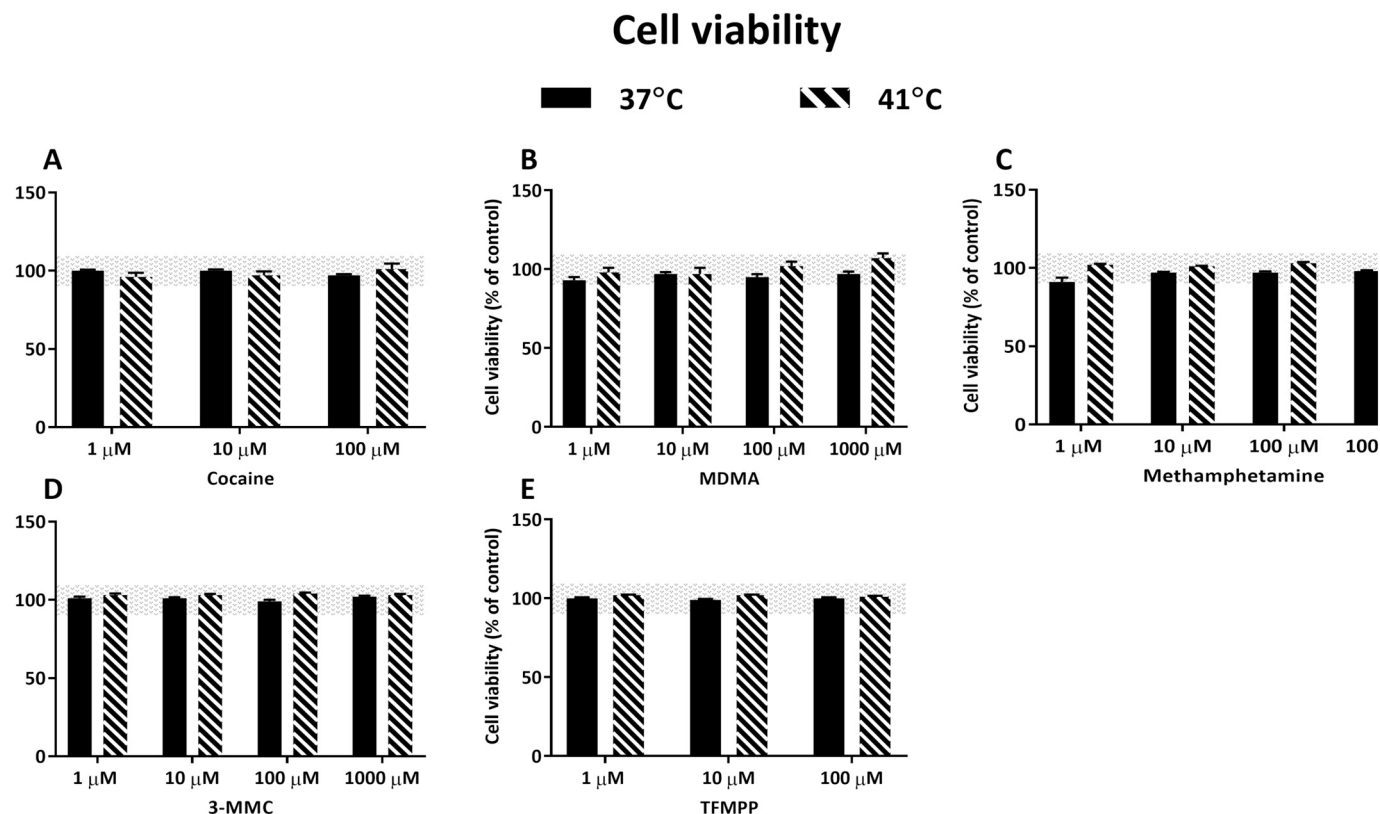 Cell viability
37°C 41°C
A
150
100
50
0
1 μM 10 μM 100 μM
Cocaine
B
Cell viability (% of control)
150
100
50
0
1 μM 10 μM 100 μM 1000 μM
MDMA
C
Cell viability (% of control)
150
100
50
0
1 μM 10 μM 100 μM 100
Methamphetamine
D
150
100
50
0
1 μM 10 μM 100 μM 1000 μM
3-MMC
E
Cell viability (% of control)
150
100
50
0
1 μM 10 μM 100 μM
TFMPP